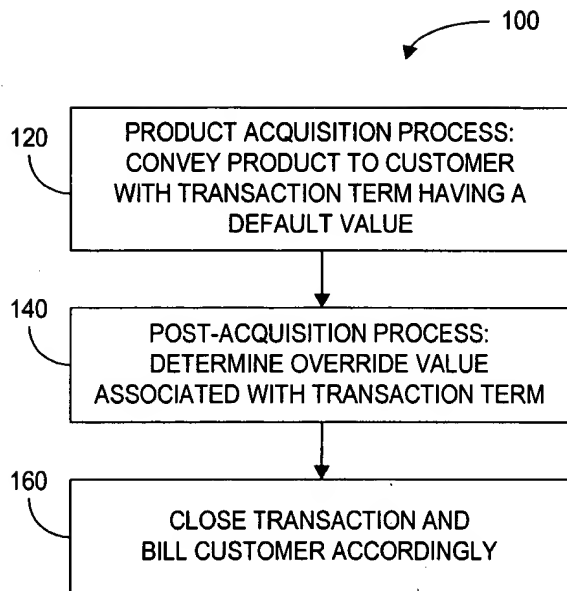 100
120
PRODUCT ACQUISITION PROCESS:
CONVEY PRODUCT TO CUSTOMER
WITH TRANSACTION TERM HAVING A
DEFAULT VALUE
140
POST-ACQUISITION PROCESS:
DETERMINE OVERRIDE VALUE
ASSOCIATED WITH TRANSACTION TERM
160
CLOSE TRANSACTION AND
BILL CUSTOMER ACCORDINGLY